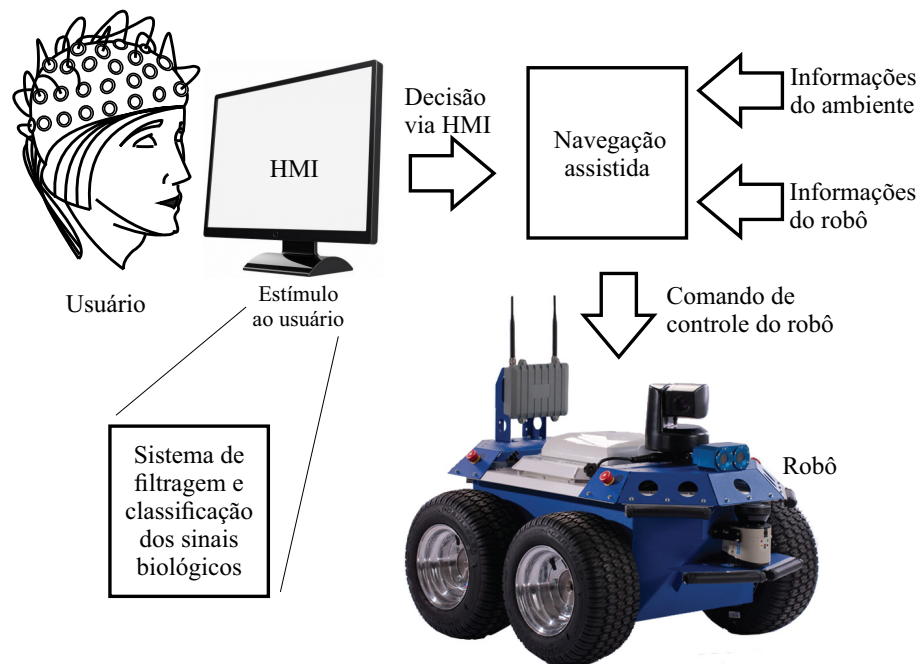 HMI
Decisão
via HMI
Navegação
assistida
Informações
do ambiente
Informações
do robô
Usuário
Estímulo
ao usuário
Comando de
controle do robô
Sistema de
filtragem e
classificação
dos sinais
biológicos
Robô